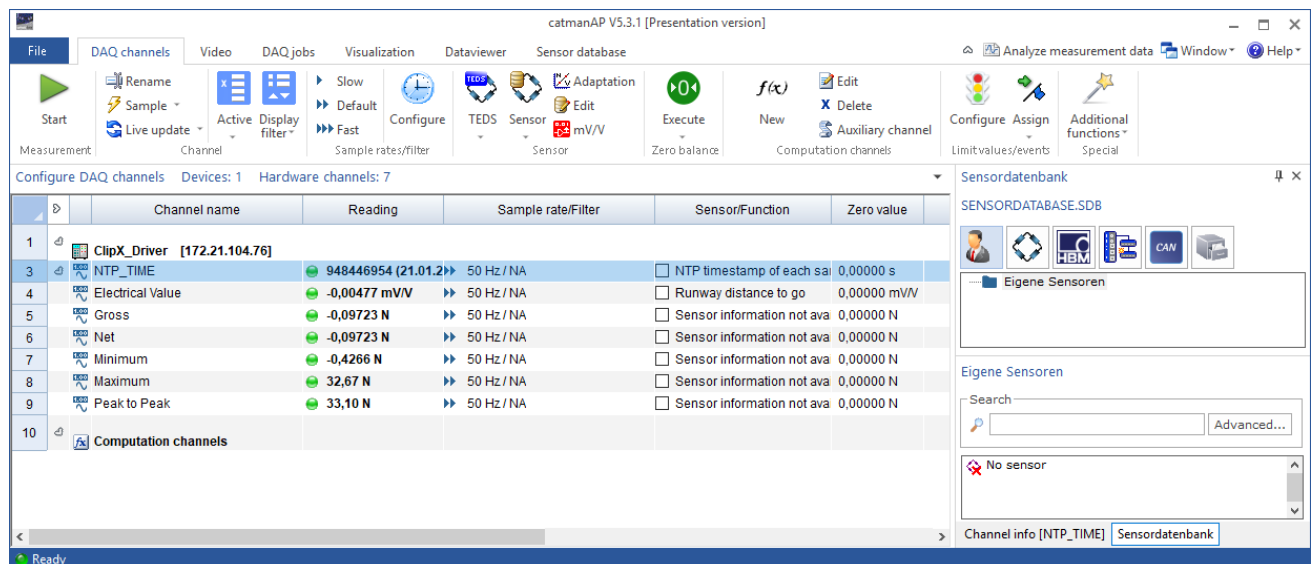 catmanAP V5.3.1 [Presentation version]
File DAQ channels Video DAQ jobs Visualization Dataviewer Sensor database Analyze measurement data Window Help
Start
Measurement
Rename
Sample
Live update
Active
Display filter
Channel
Slow
Default
Fast
Configure
Sample rates/filter
TEDS
TEDS
Sensor
Adaptation
Edit
mV/V
Sensor
Execute
Zero balance
f(x)
New
Edit
Delete
Auxiliary channel
Computation channels
Configure
Assign
Limitvalues/events
Additional functions
Special
Configure DAQ channels Devices: 1 Hardware channels: 7
Channel name Reading Sample rate/Filter Sensor/Function Zero value
1 ClipX_Driver [172.21.104.76]
3 NTP_TIME 948446954 (21.01.2 50 Hz / NA NTP timestamp of each sa 0,00000 s
4 Electrical Value -0,00477 mV/V 50 Hz / NA Runway distance to go 0,00000 mV/V
5 Gross -0,09723 N 50 Hz / NA Sensor information not ava 0,00000 N
6 Net -0,09723 N 50 Hz / NA Sensor information not ava 0,00000 N
7 Minimum -0,4266 N 50 Hz / NA Sensor information not ava 0,00000 N
8 Maximum 32,67 N 50 Hz / NA Sensor information not ava 0,00000 N
9 Peak to Peak 33,10 N 50 Hz / NA Sensor information not ava 0,00000 N
10 fx Computation channels
Sensordatenbank
SENSORDATABASE.SDB
HBM
CAN
Eigene Sensoren
Eigene Sensoren
Search
Advanced...
No sensor
Channel info [NTP_TIME] Sensordatenbank
Ready